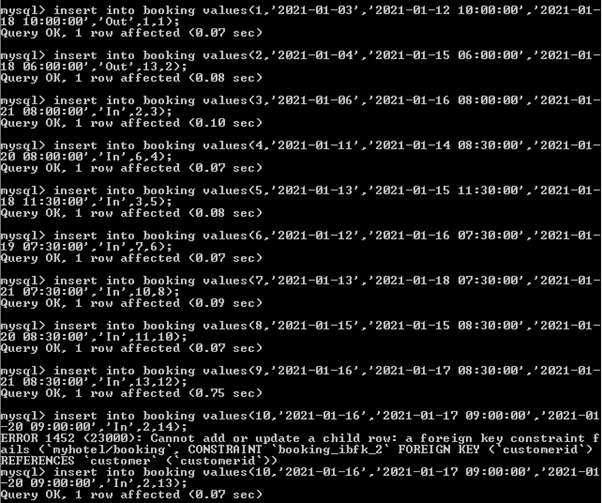 mysql> insert into booking values(1,'2021-01-03','2021-01-12 10:00:00','2021-01-
18 10:00:00','Out',1,1);
Query OK, 1 row affected (0.07 sec)
mysql> insert into booking values(2,'2021-01-04','2021-01-15 06:00:00','2021-01-
18 06:00:00','Out',13,2);
Query OK, 1 row affected (0.08 sec)
mysql> insert into booking values(3,'2021-01-06','2021-01-16 08:00:00','2021-01-
21 08:00:00','In',2,3);
Query OK, 1 row affected (0.10 sec)
mysql> insert into booking values(4,'2021-01-11','2021-01-14 08:30:00','2021-01-
20 08:00:00','In',6,4);
Query OK, 1 row affected (0.07 sec)
mysql> insert into booking values(5,'2021-01-13','2021-01-15 11:30:00','2021-01-
18 11:30:00','In',3,5);
Query OK, 1 row affected (0.08 sec)
mysql> insert into booking values(6,'2021-01-12','2021-01-16 07:30:00','2021-01-
19 07:30:00','In',7,6);
Query OK, 1 row affected (0.07 sec)
mysql> insert into booking values(7,'2021-01-13','2021-01-18 07:30:00','2021-01-
21 07:30:00','In',10,8);
Query OK, 1 row affected (0.09 sec)
mysql> insert into booking values(8,'2021-01-15','2021-01-15 08:30:00','2021-01-
20 08:30:00','In',11,10);
Query OK, 1 row affected (0.07 sec)
mysql> insert into booking values(9,'2021-01-16','2021-01-17 08:30:00','2021-01-
21 08:30:00','In',13,12);
Query OK, 1 row affected (0.75 sec)
mysql> insert into booking values(10,'2021-01-16','2021-01-17 09:00:00','2021-01
-20 09:00:00','In',2,14);
ERROR 1452 (23000): Cannot add or update a child row: a foreign key constraint f
ails (`myhotel/booking`, CONSTRAINT `booking_ibfk_2` FOREIGN KEY (`customerid`)
REFERENCES `customer` (`customerid`))
mysql> insert into booking values(10,'2021-01-16','2021-01-17 09:00:00','2021-01
-20 09:00:00','In',2,13);
Query OK, 1 row affected (0.07 sec)